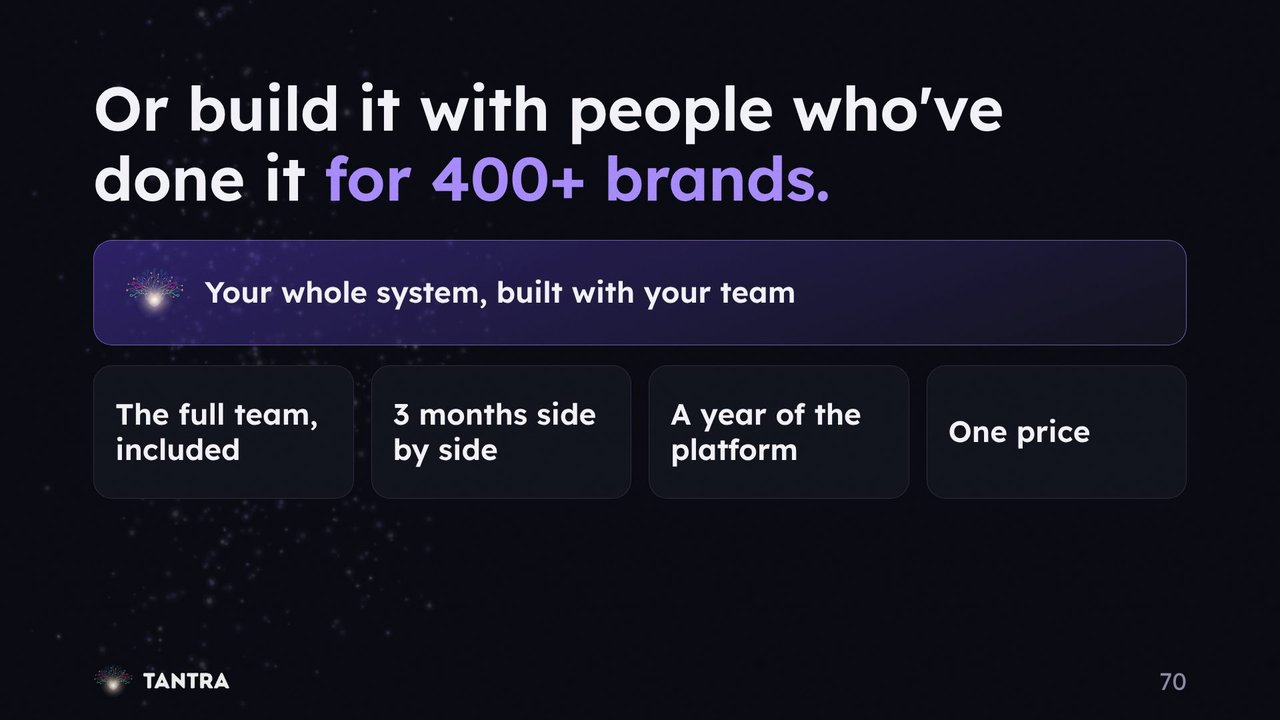 Or build it with people who've
done it for 400+ brands.
Your whole system, built with your team
The full team,
included
3 months side
by side
A year of the
platform
One price
TANTRA
70